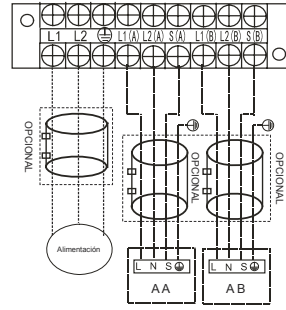 L1 L2 L1(A) L2(A) S(A) L1(B) L2(B) S(B)
OPCIONAL
OPCIONAL
OPCIONAL
Alimentación
L N S
AA
L N S
AB